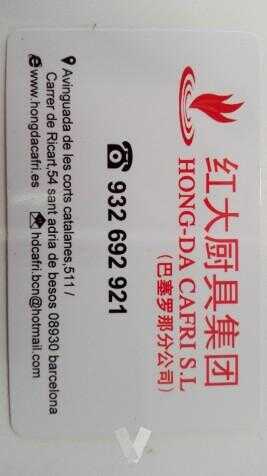 红大厨具集团
HONG-DA CAFRI S.L
(巴塞罗那分公司)
932 692 921
Avinguada de les corts catalanes,511 /
Carrer de Ricart,54 sant adria de besos 08930 barcelona
www.hongdacafri.es hdcafri.bcn@hotmail.com